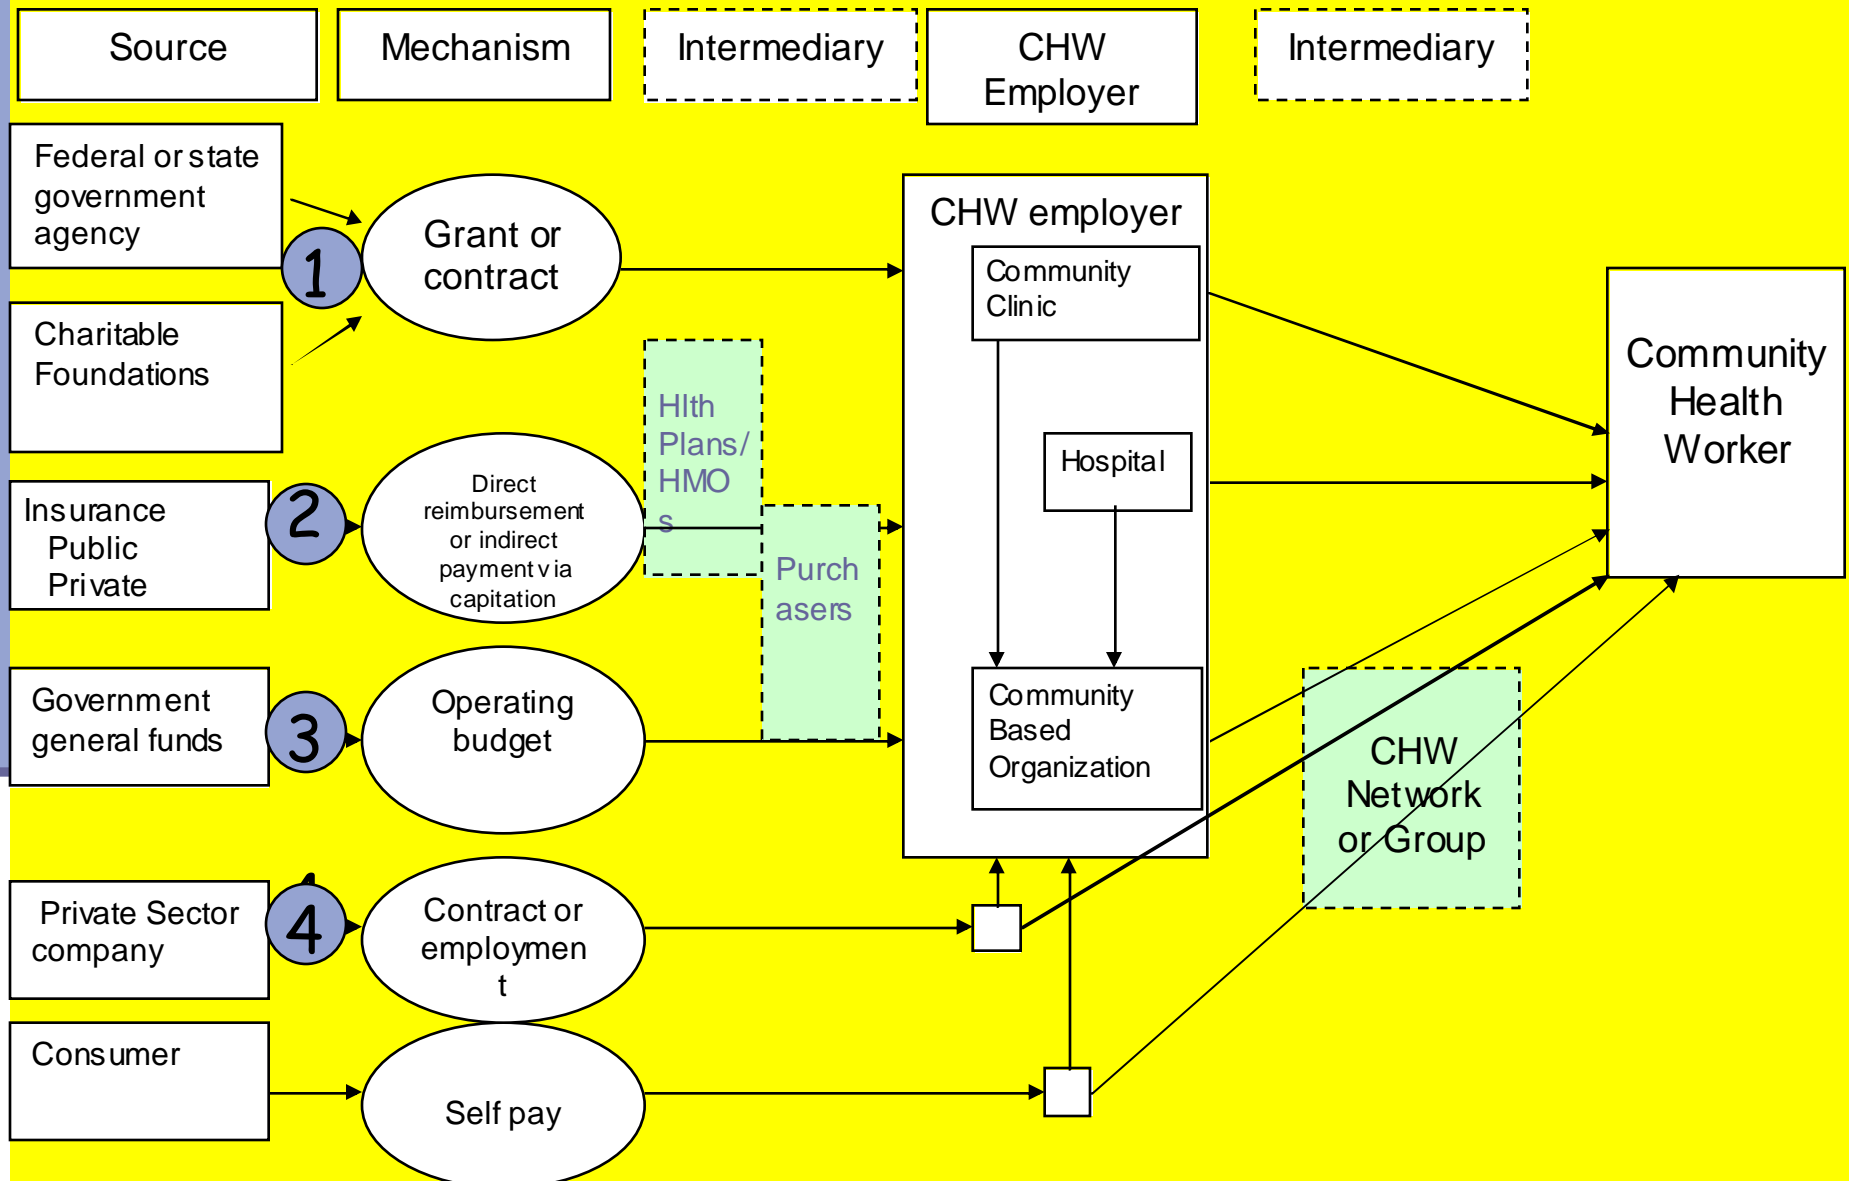 Source
Mechanism
Intermediary
CHW
Employer
Intermediary
Federal or state
government
agency
1
Grant or
contract
Charitable
Foundations
Insurance
Public
Private
2
Direct
reimbursement
or indirect
payment via
capitation
Hlth
Plans/
HMO
s
Purch
asers
Government
general funds
3
Operating
budget
Private Sector
company
4
Contract or
employmen
t
Consumer
Self pay
CHW employer
Community
Clinic
Hospital
Community
Based
Organization
CHW
Network
or Group
Community
Health
Worker